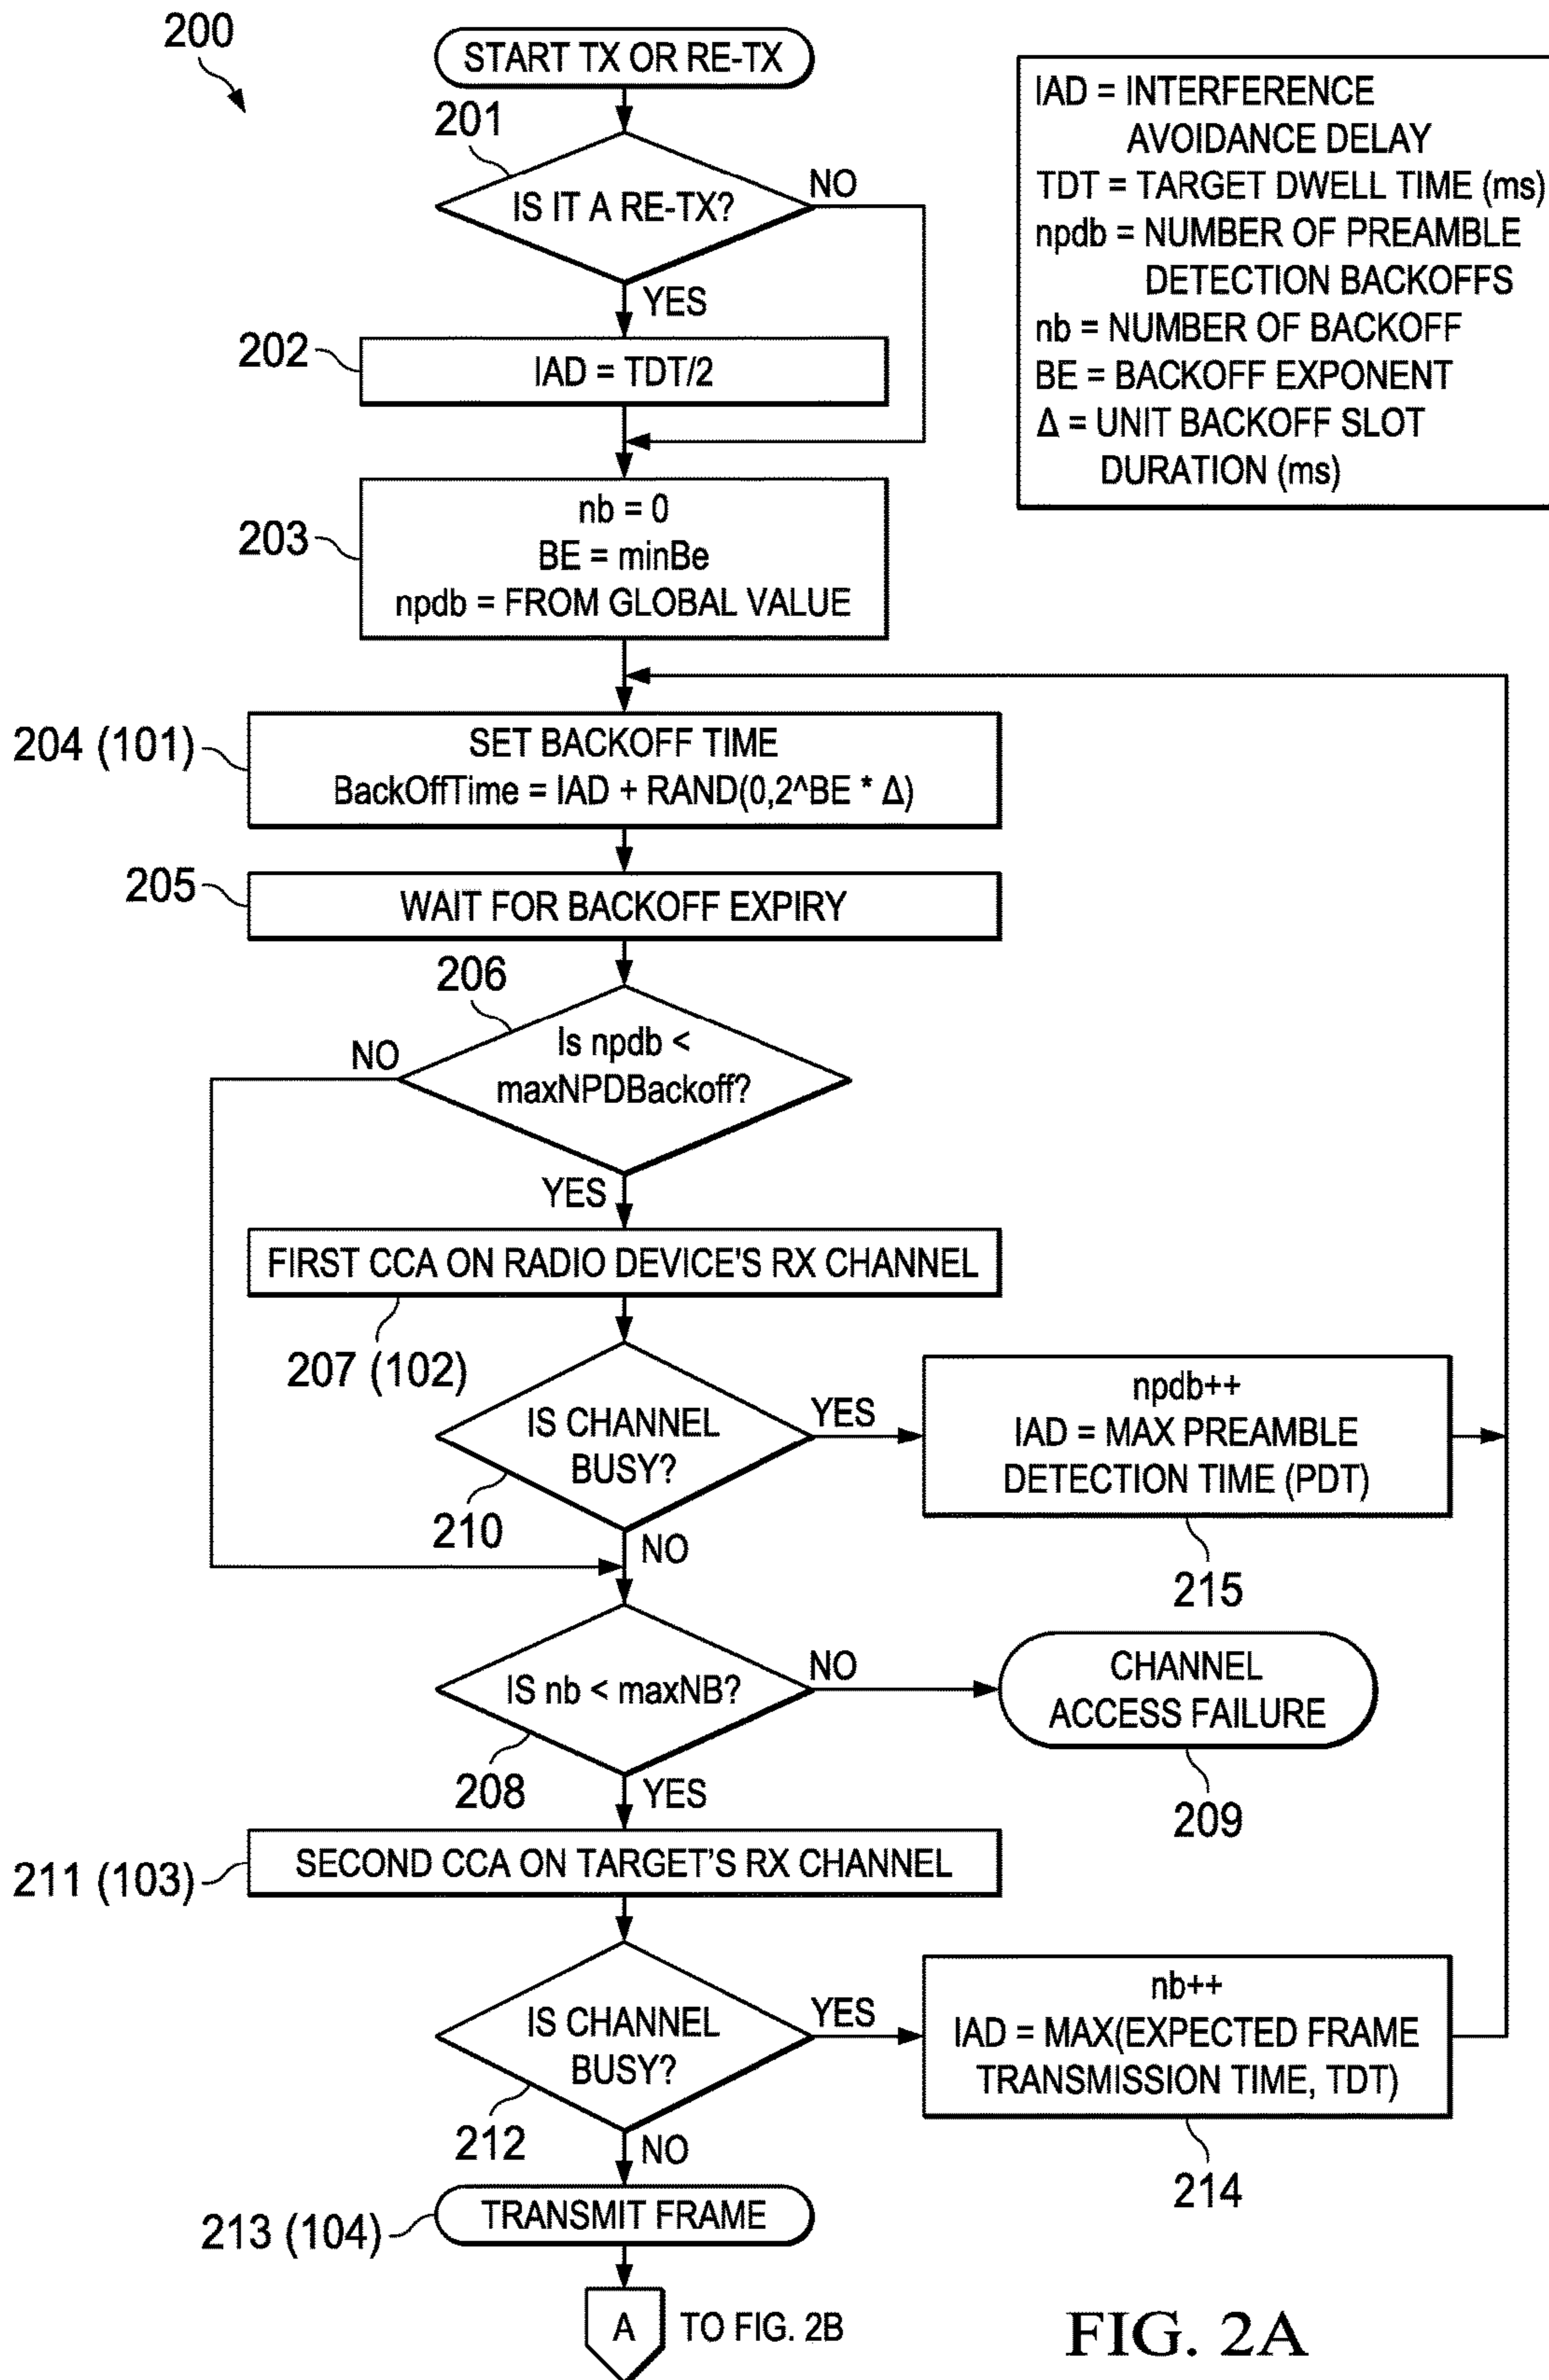 200
START TX OR RE-TX
201
IS IT A RE-TX?
NO
YES
202
IAD = TDT/2
IAD = INTERFERENCE
AVOIDANCE DELAY
TDT = TARGET DWELL TIME (ms)
npdb = NUMBER OF PREAMBLE
DETECTION BACKOFFS
nb = NUMBER OF BACKOFF
BE = BACKOFF EXPONENT
Δ = UNIT BACKOFF SLOT
DURATION (ms)
203
nb = 0
BE = minBe
npdb = FROM GLOBAL VALUE
204 (101)
SET BACKOFF TIME
BackOffTime = IAD + RAND(0,2^BE * Δ)
205
WAIT FOR BACKOFF EXPIRY
206
Is npdb <
maxNPDBackoff?
NO
YES
FIRST CCA ON RADIO DEVICE'S RX CHANNEL
207 (102)
IS CHANNEL
BUSY?
210
YES
NO
npdb++
IAD = MAX PREAMBLE
DETECTION TIME (PDT)
215
IS nb < maxNB?
208
NO
YES
CHANNEL
ACCESS FAILURE
209
211 (103)
SECOND CCA ON TARGET'S RX CHANNEL
IS CHANNEL
BUSY?
212
YES
NO
nb++
IAD = MAX(EXPECTED FRAME
TRANSMISSION TIME, TDT)
214
213 (104)
TRANSMIT FRAME
A
TO FIG. 2B
FIG. 2A